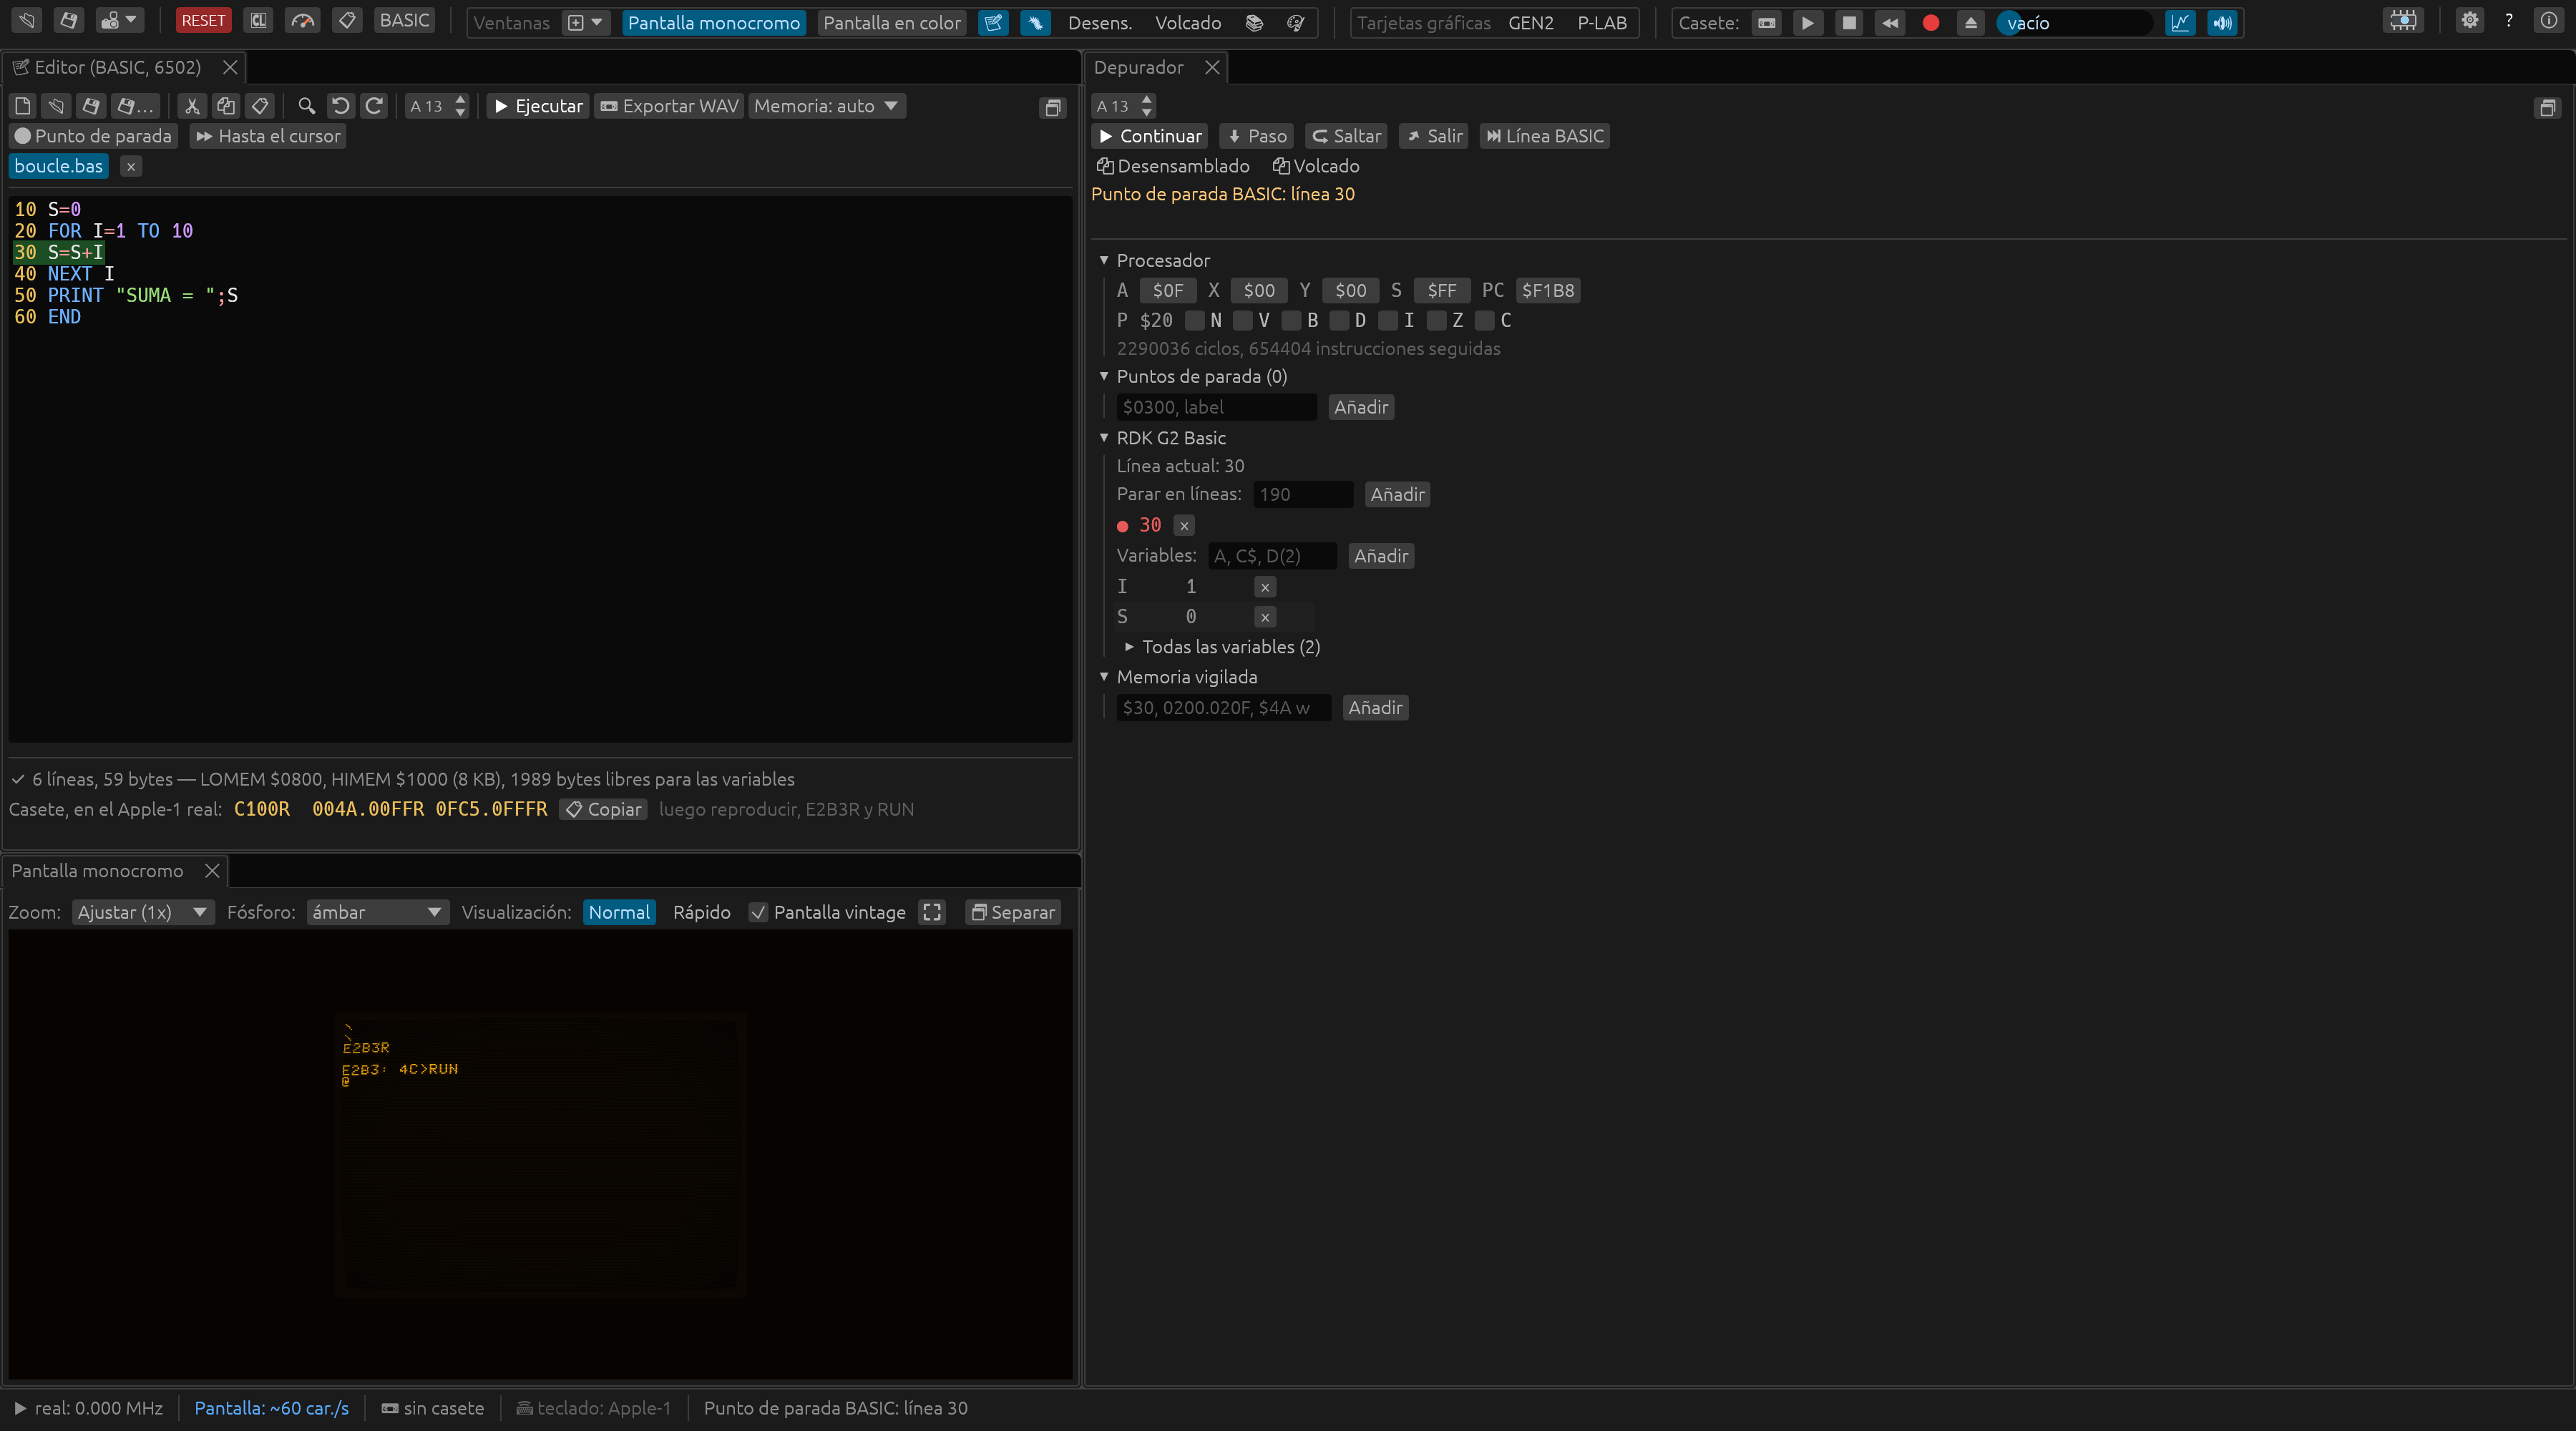 RESET CL BASIC Ventanas Pantalla monocromo Pantalla en color Desens. Volcado Tarjetas gráficas GEN2 P-LAB Casete: vacío ?
Editor (BASIC, 6502)
A 13 Ejecutar Exportar WAV Memoria: auto
Punto de parada Hasta el cursor
boucle.bas x
10 S=0
20 FOR I=1 TO 10
30 S=S+I
40 NEXT I
50 PRINT "SUMA = ";S
60 END
6 líneas, 59 bytes — LOMEM $0800, HIMEM $1000 (8 KB), 1989 bytes libres para las variables
Casete, en el Apple-1 real: C100R 004A.00FFR 0FC5.0FFFR Copiar luego reproducir, E2B3R y RUN
Pantalla monocromo
Zoom: Ajustar (1x) Fósforo: ámbar Visualización: Normal Rápido Pantalla vintage Separar
\
\
E2B3R
E2B3: 4C>RUN
@
Depurador
A 13
Continuar Paso Saltar Salir Línea BASIC
Desensamblado Volcado
Punto de parada BASIC: línea 30
Procesador
A $0F X $00 Y $00 S $FF PC $F1B8
P $20 N V B D I Z C
2290036 ciclos, 654404 instrucciones seguidas
Puntos de parada (0)
$0300, label Añadir
RDK G2 Basic
Línea actual: 30
Parar en líneas: 190 Añadir
30 x
Variables: A, C$, D(2) Añadir
I 1 x
S 0 x
Todas las variables (2)
Memoria vigilada
$30, 0200.020F, $4A w Añadir
real: 0.000 MHz Pantalla: ~60 car./s sin casete teclado: Apple-1 Punto de parada BASIC: línea 30